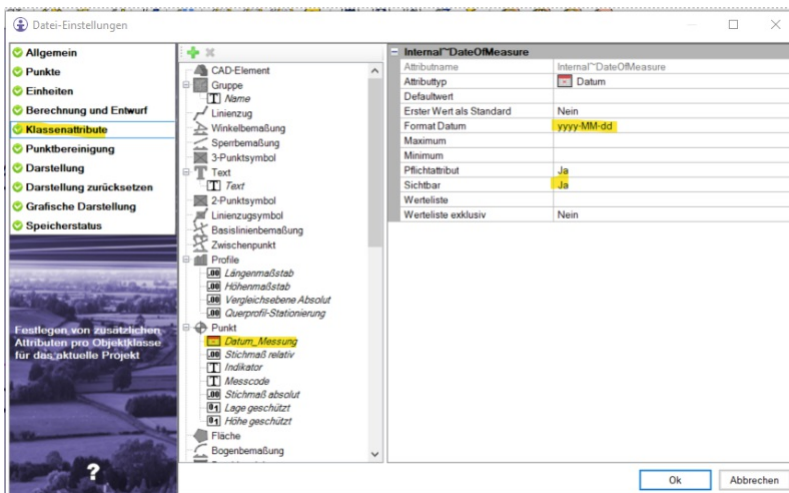 Datei-Einstellungen
Allgemein
Punkte
Einheiten
Berechnung und Entwurf
Klassenattribute
Punktbereinigung
Darstellung
Darstellung zurücksetzen
Grafische Darstellung
Speicherstatus
Festlegen von zusätzlichen
Attributen pro Objektklasse
für das aktuelle Projekt
?
CAD-Element
Gruppe
Name
Linienzug
Winkelbemaßung
Sperrbemaßung
3-Punktsymbol
Text
Text
2-Punktsymbol
Linienzugsymbol
Basislinienbemaßung
Zwischenpunkt
Profile
Längenmaßstab
Höhenmaßstab
Vergleichsebene Absolut
Querprofil-Stationierung
Punkt
Datum_Messung
Stichmaß relativ
Indikator
Messcode
Stichmaß absolut
Lage geschützt
Höhe geschützt
Fläche
Bogenbemaßung
Internal~DateOfMeasure
Attributname Internal~DateOfMeasure
Attributtyp Datum
Defaultwert
Erster Wert als Standard Nein
Format Datum yyyy-MM-dd
Maximum
Minimum
Pflichtattribut Ja
Sichtbar Ja
Werteliste
Werteliste exklusiv Nein
Ok Abbrechen